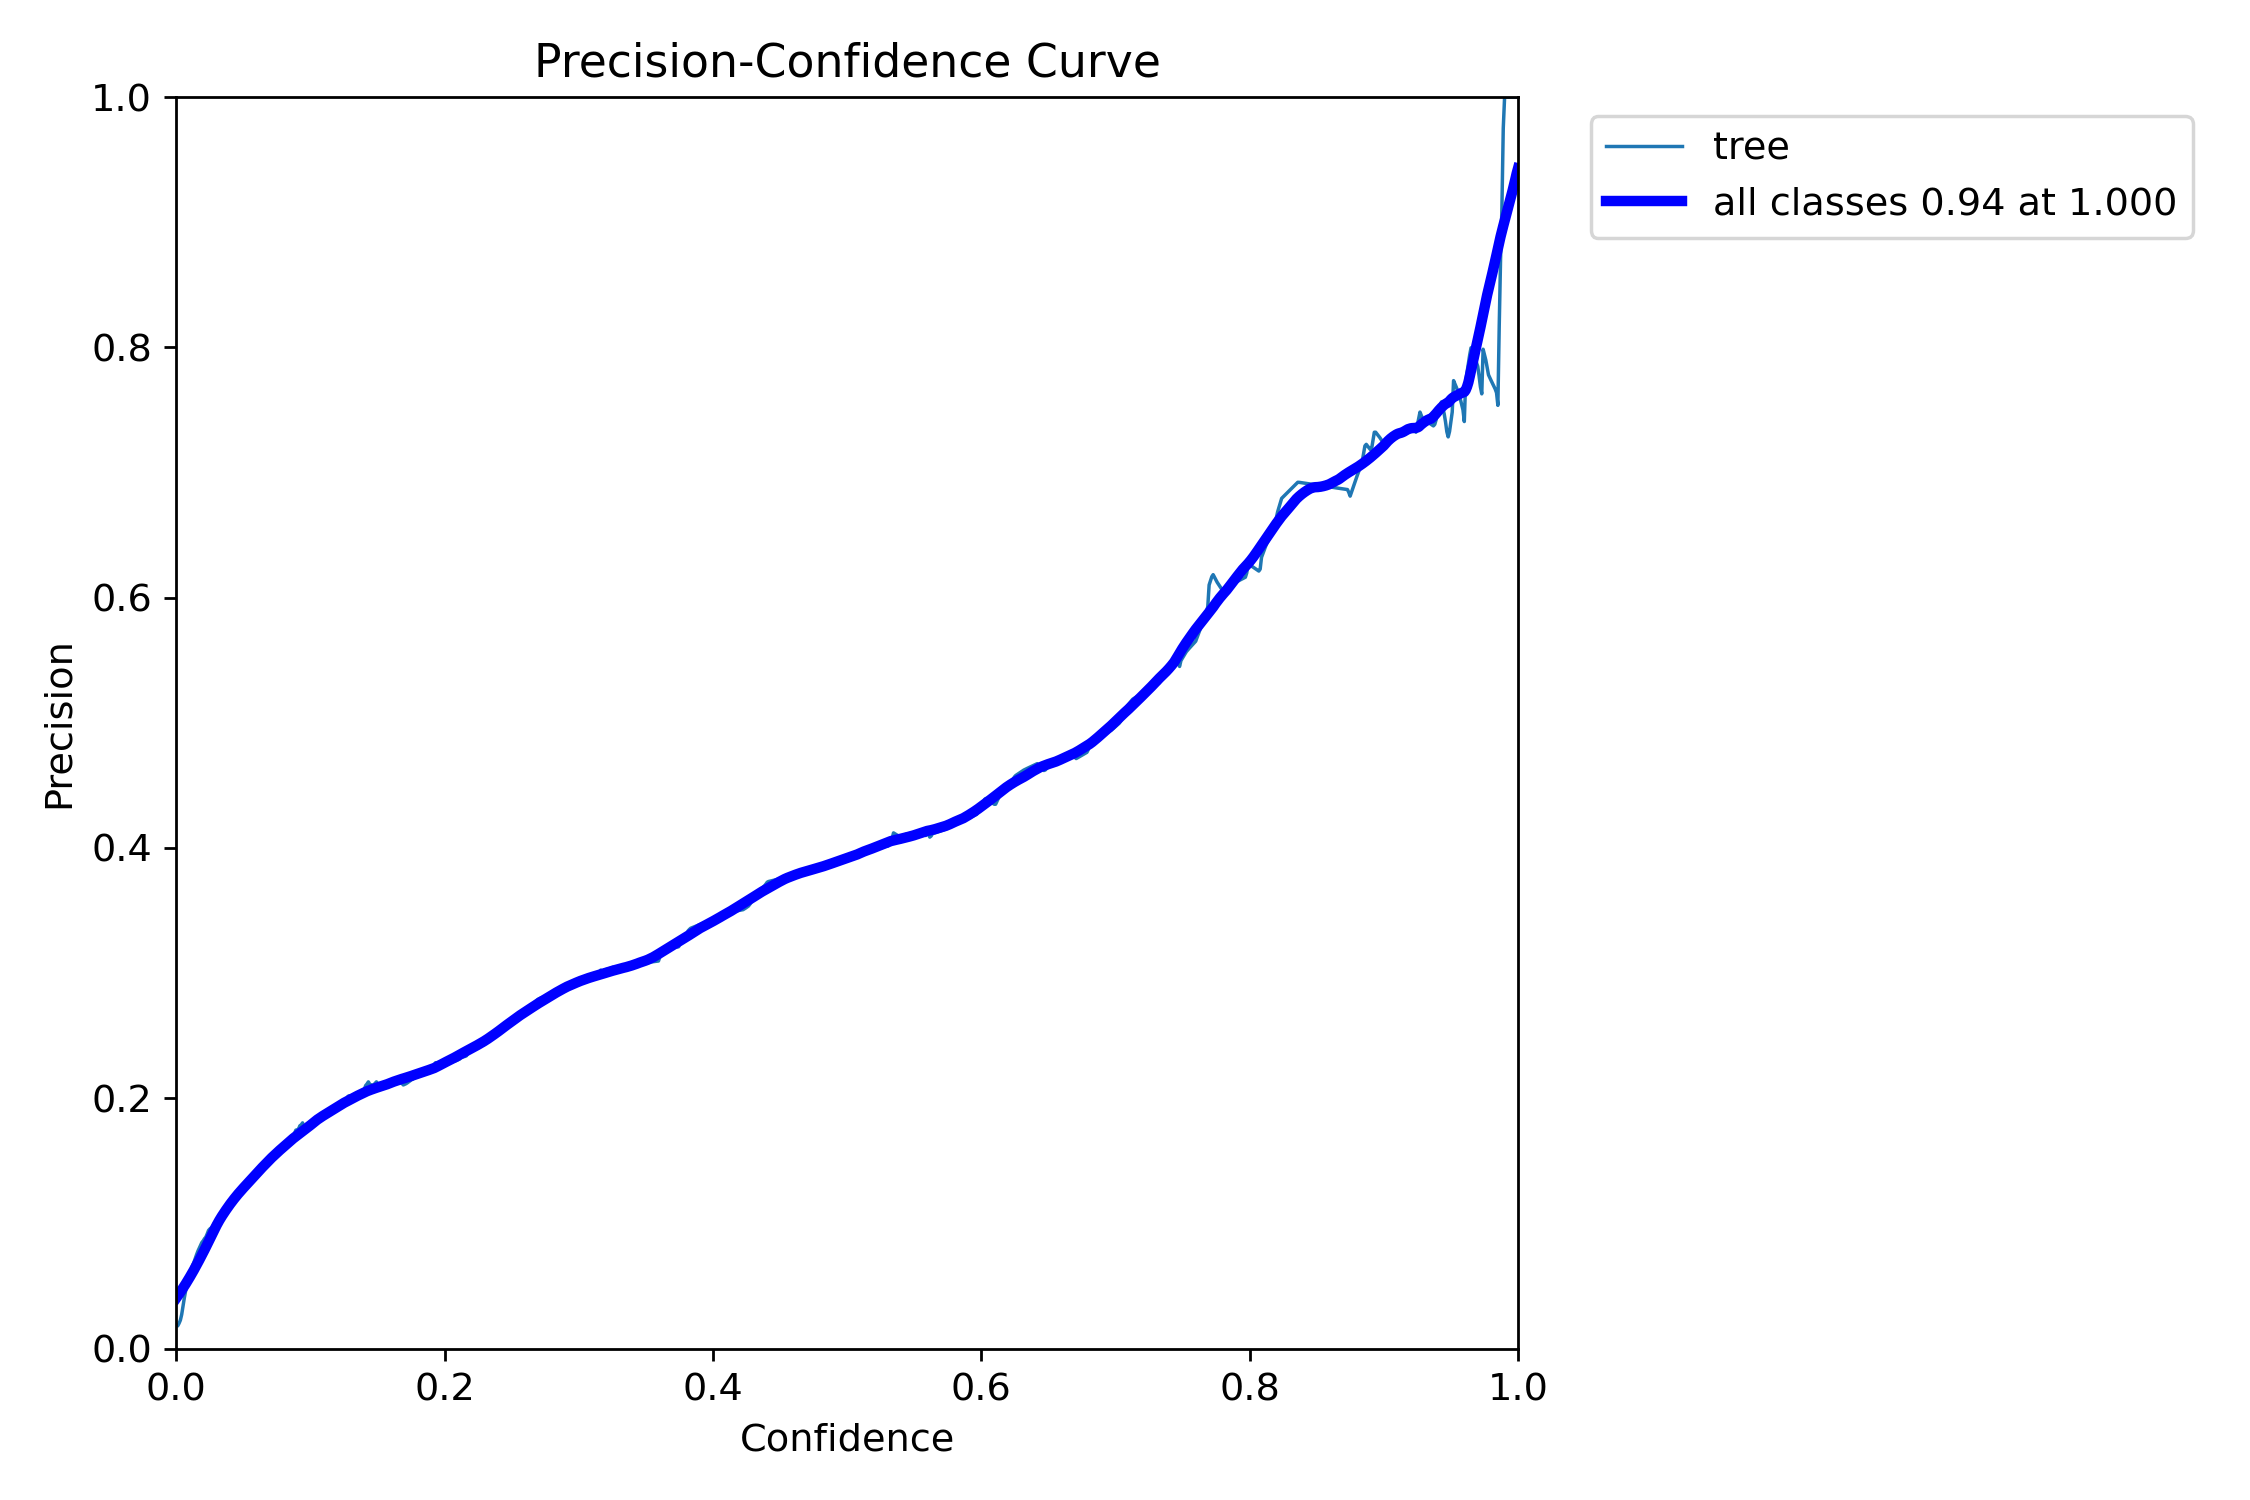 Precision-Confidence Curve
1.0
0.8
0.6
0.4
0.2
0.0
Precision
0.0 0.2 0.4 0.6 0.8 1.0
Confidence
tree
all classes 0.94 at 1.000